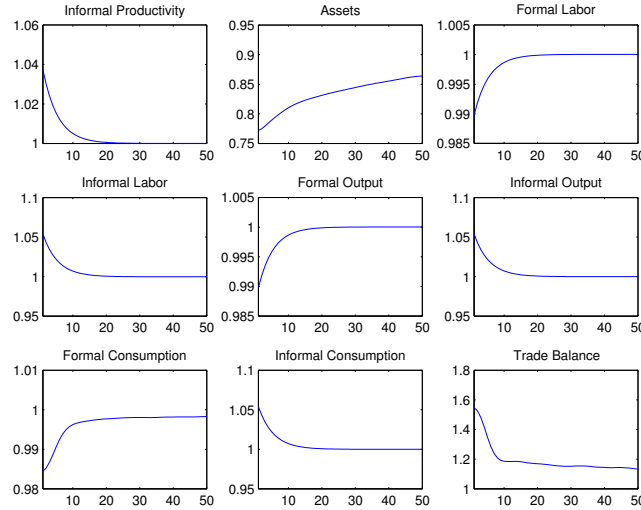 Informal Productivity
1.06
1.04
1.02
1
10 20 30 40 50
Assets
0.95
0.9
0.85
0.8
0.75
10 20 30 40 50
Formal Labor
1.005
1
0.995
0.99
0.985
10 20 30 40 50
Informal Labor
1.1
1.05
1
0.95
10 20 30 40 50
Formal Output
1.005
1
0.995
0.99
0.985
10 20 30 40 50
Informal Output
1.1
1.05
1
0.95
10 20 30 40 50
Formal Consumption
1.01
1
0.99
0.98
10 20 30 40 50
Informal Consumption
1.1
1.05
1
0.95
10 20 30 40 50
Trade Balance
1.8
1.6
1.4
1.2
1
10 20 30 40 50